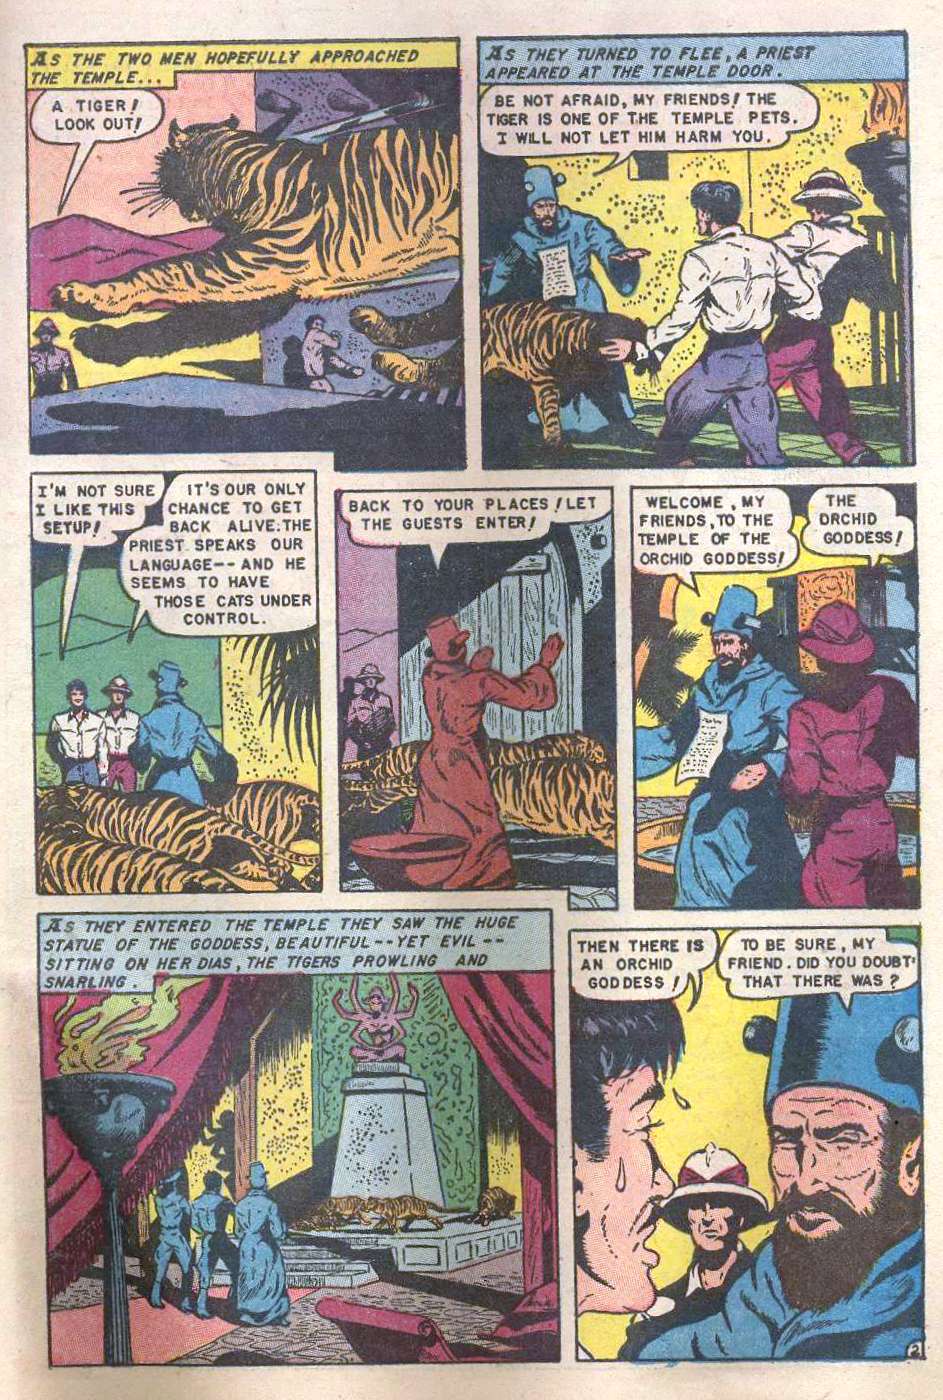 AS THE TWO MEN HOPEFULLY APPROACHED
THE TEMPLE...
A TIGER!
LOOK OUT!
AS THEY TURNED TO FLEE, A PRIEST
APPEARED AT THE TEMPLE DOOR.
BE NOT AFRAID, MY FRIENDS! THE
TIGER IS ONE OF THE TEMPLE PETS.
I WILL NOT LET HIM HARM YOU.
I'M NOT SURE
I LIKE THIS
SETUP!
IT'S OUR ONLY
CHANCE TO GET
BACK ALIVE: THE
PRIEST SPEAKS OUR
LANGUAGE-- AND HE
SEEMS TO HAVE
THOSE CATS UNDER
CONTROL.
BACK TO YOUR PLACES! LET
THE GUESTS ENTER!
WELCOME, MY
FRIENDS, TO THE
TEMPLE OF THE
ORCHID GODDESS!
THE
ORCHID
GODDESS!
AS THEY ENTERED THE TEMPLE THEY SAW THE HUGE
STATUE OF THE GODDESS, BEAUTIFUL--YET EVIL--
SITTING ON HER DIAS, THE TIGERS PROWLING AND
SNARLING.
THEN THERE IS
AN ORCHID
GODDESS!
TO BE SURE, MY
FRIEND. DID YOU DOUBT
THAT THERE WAS?
2